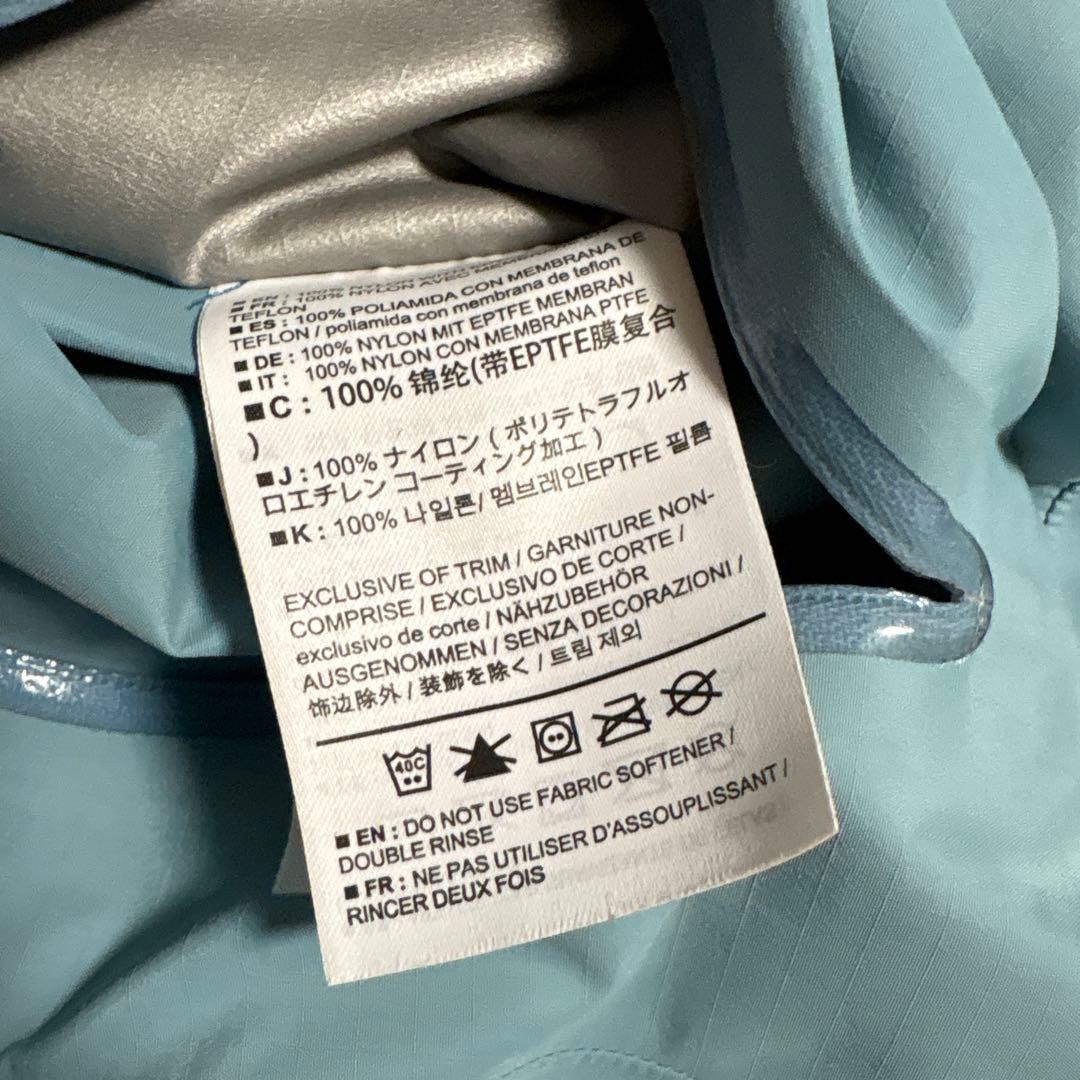 ■ EN : 100% NYLON WITH
■ FR : 100% NYLON AVEC
TEFLON
■ ES : 100% POLIAMIDA CON MEMBRANA DE
TEFLON / poliamida con membrana de teflon
■ DE : 100% NYLON MIT EPTFE MEMBRAN
■ IT : 100% NYLON CON MEMBRANA PTFE
■ C : 100% 锦纶(带EPTFE膜复合
)
■ J : 100% ナイロン ( ポリテトラフルオ
ロエチレン コーティング加工 )
■ K : 100% 나일론/ 멤브레인EPTFE 필름
EXCLUSIVE OF TRIM / GARNITURE NON-
COMPRISE / EXCLUSIVO DE CORTE /
exclusivo de corte / NÄHZUBEHÖR
AUSGENOMMEN / SENZA DECORAZIONI /
饰边除外 / 装飾を除く / 트림 제외
40C
■ EN : DO NOT USE FABRIC SOFTENER /
DOUBLE RINSE
■ FR : NE PAS UTILISER D'ASSOUPLISSANT /
RINCER DEUX FOIS